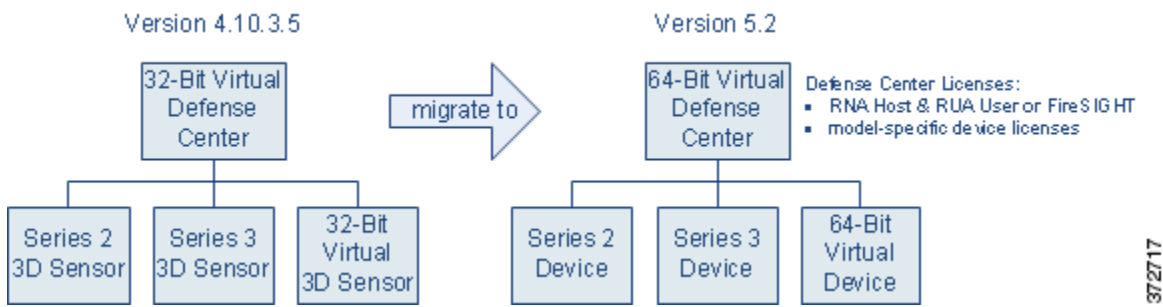 Version 4.10.3.5
Version 5.2
32-Bit Virtual
Defense
Center
migrate to
64-Bit Virtual
Defense
Center
Defense Center Licenses:
▪ RNA Host & RUA User or FireSIGHT
▪ model-specific device licenses
Series 2
3D Sensor
Series 3
3D Sensor
32-Bit
Virtual
3D Sensor
Series 2
Device
Series 3
Device
64-Bit
Virtual
Device
372717